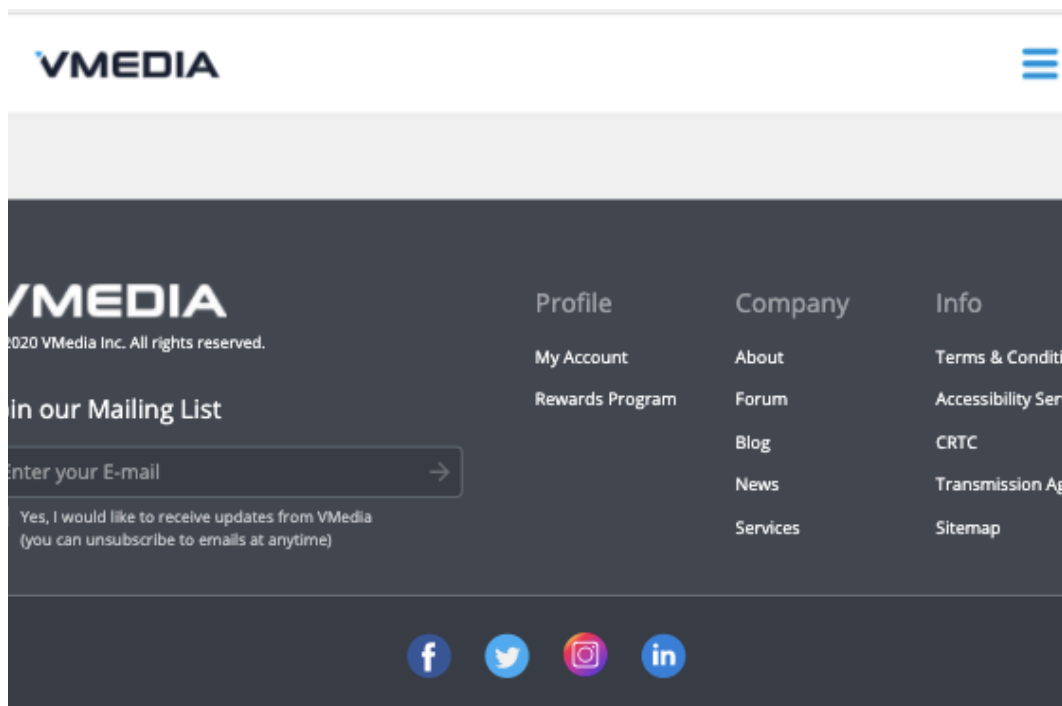 VMEDIA
VMEDIA
2020 VMedia Inc. All rights reserved.
in our Mailing List
Enter your E-mail
Yes, I would like to receive updates from VMedia
(you can unsubscribe to emails at anytime)
Profile
My Account
Rewards Program
Company
About
Forum
Blog
News
Services
Info
Terms & Conditi
Accessibility Ser
CRTC
Transmission Ag
Sitemap